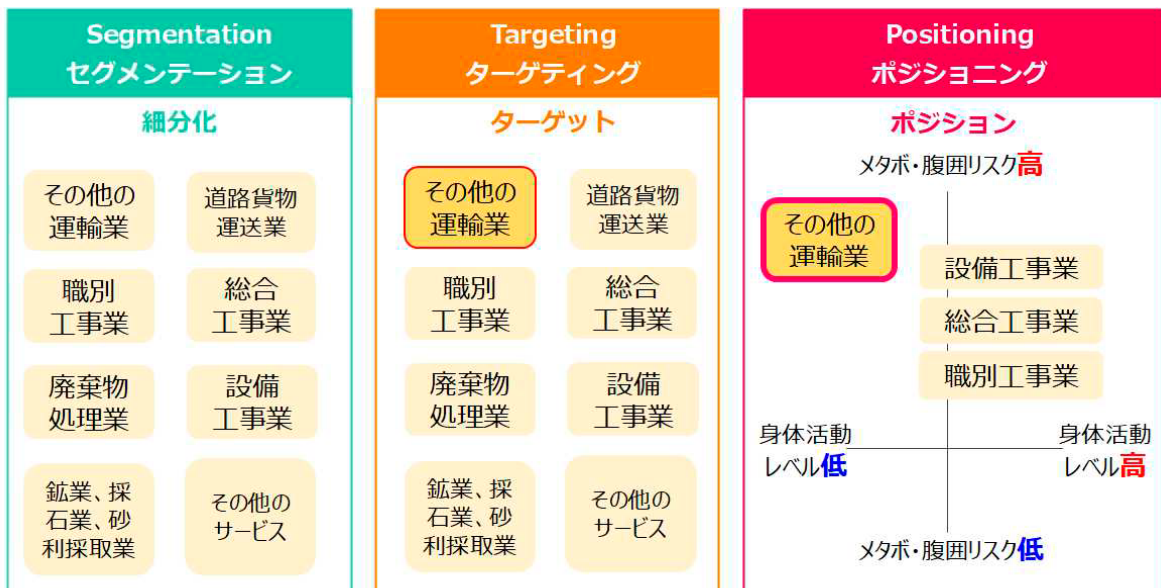 Segmentation
セグメンテーション
細分化
その他の
運輸業
道路貨物
運送業
職別
工事業
総合
工事業
廃棄物
処理業
設備
工事業
鉱業、採
石業、砂
利採取業
その他の
サービス
Targeting
ターゲティング
ターゲット
その他の
運輸業
道路貨物
運送業
職別
工事業
総合
工事業
廃棄物
処理業
設備
工事業
鉱業、採
石業、砂
利採取業
その他の
サービス
Positioning
ポジショニング
ポジション
メタボ・腹囲リスク高
その他の
運輸業
設備工事業
総合工事業
職別工事業
身体活動
レベル低
身体活動
レベル高
メタボ・腹囲リスク低